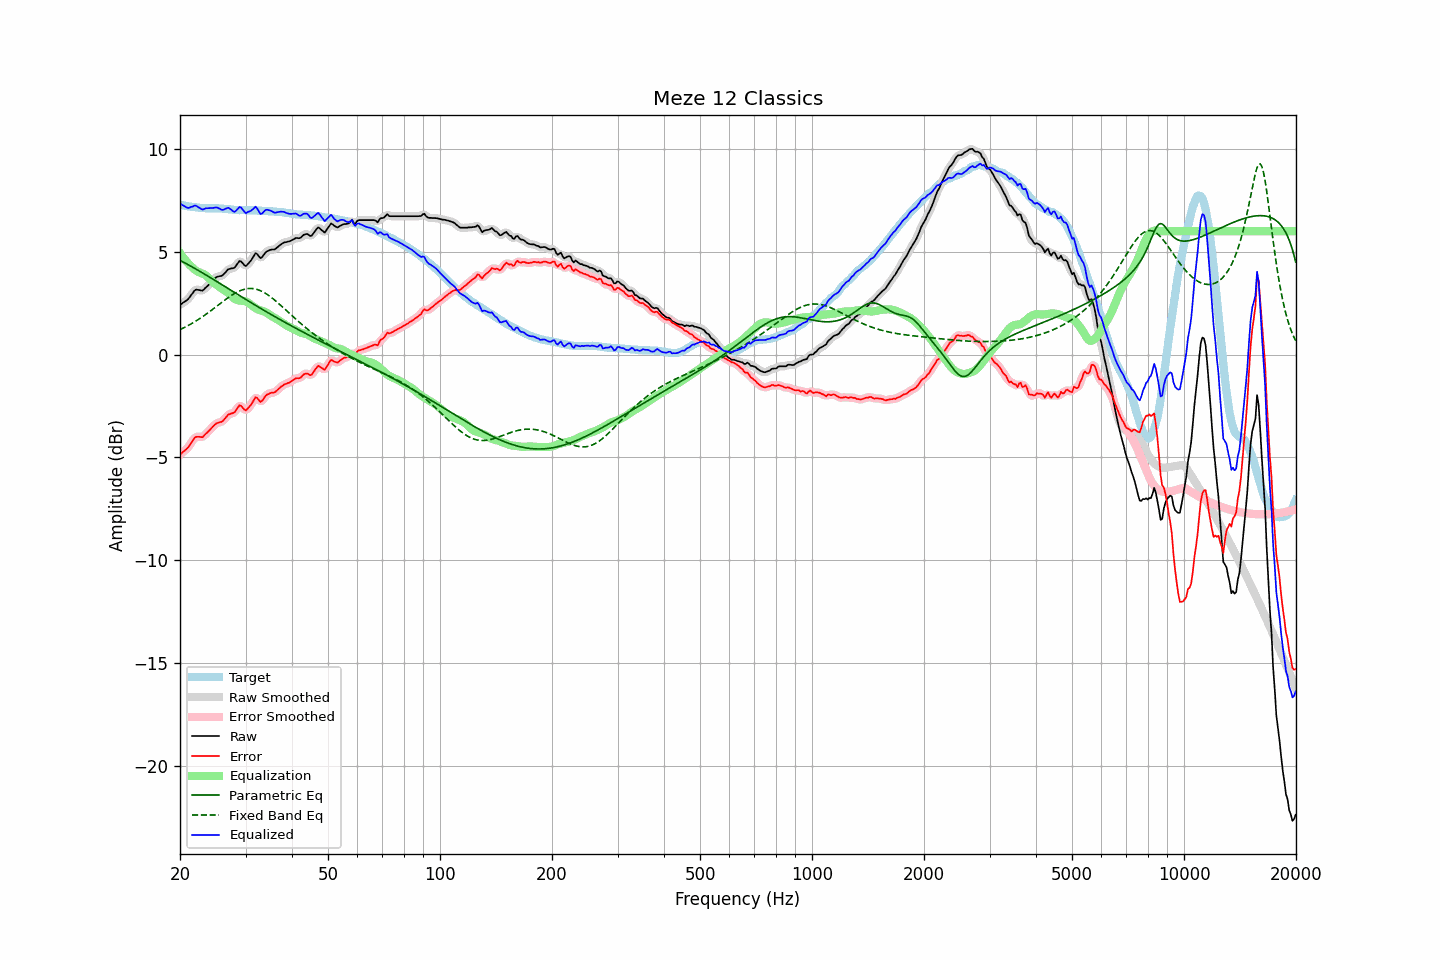 Meze 12 Classics
Amplitude (dBr)
10
5
0
−5
−10
−15
−20
Target
Raw Smoothed
Error Smoothed
Raw
Error
Equalization
Parametric Eq
Fixed Band Eq
Equalized
20 50 100 200 500 1000 2000 5000 10000 20000
Frequency (Hz)